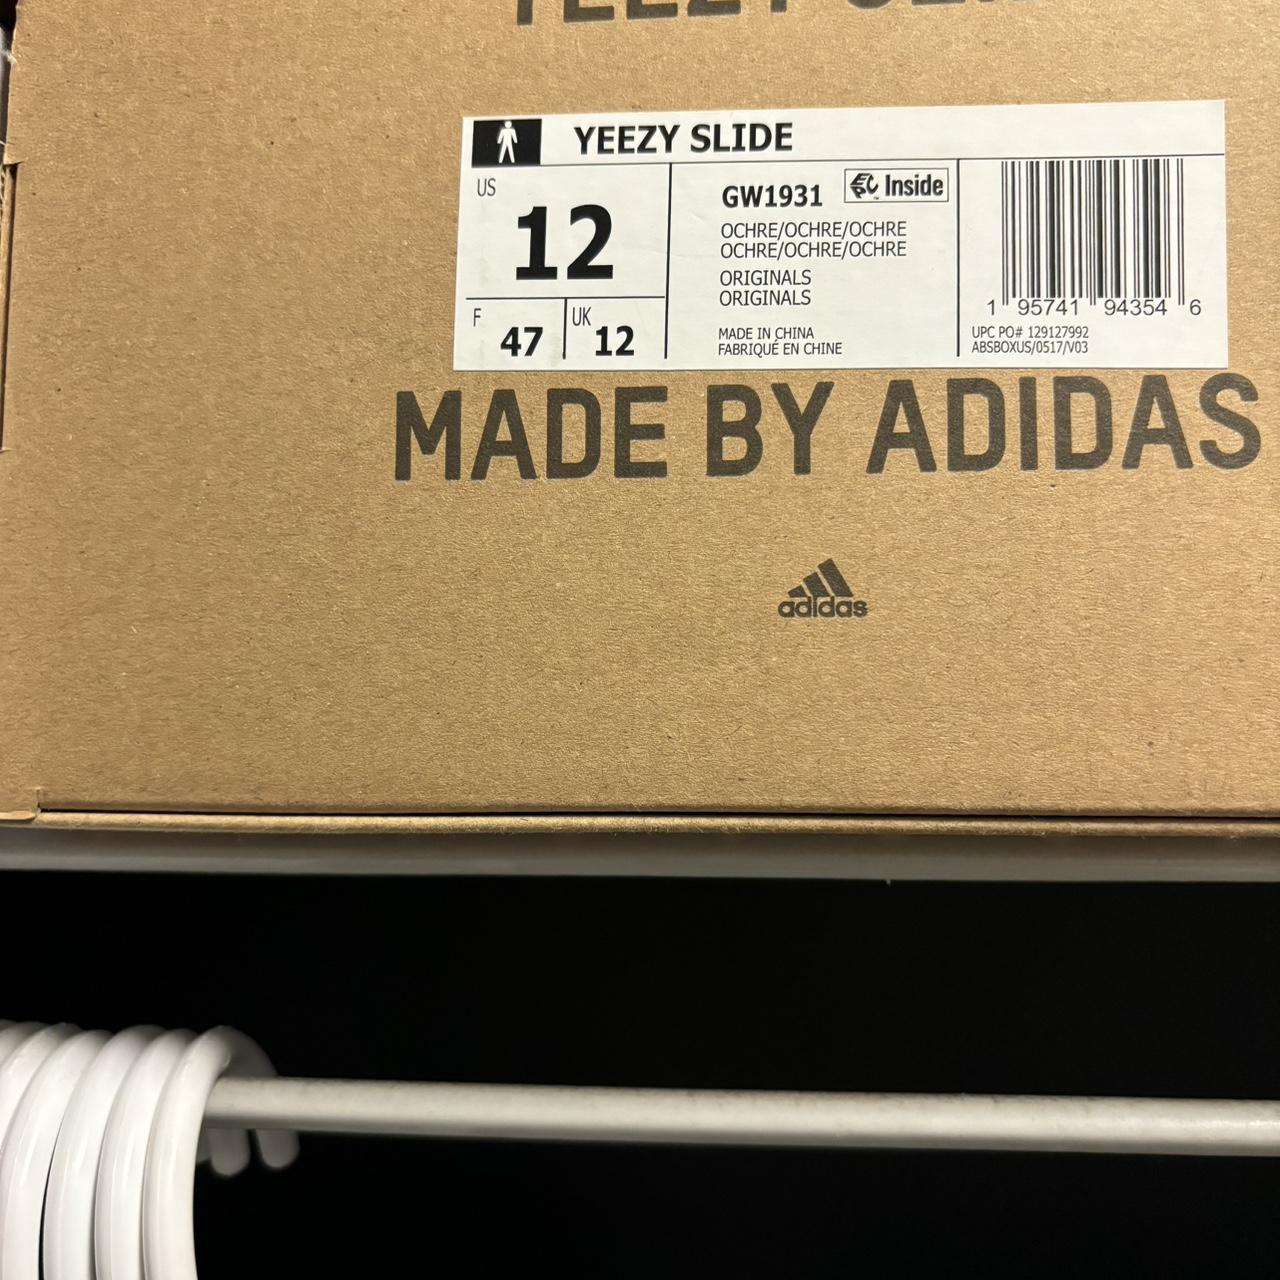 YEEZY SLIDE
US
12
F
47
UK
12
GW1931
EC Inside
OCHRE/OCHRE/OCHRE
OCHRE/OCHRE/OCHRE
ORIGINALS
ORIGINALS
MADE IN CHINA
FABRIQUÉ EN CHINE
1 95741 94354 6
UPC PO# 129127992
ABSBOXUS/0517/V03
MADE BY ADIDAS
adidas